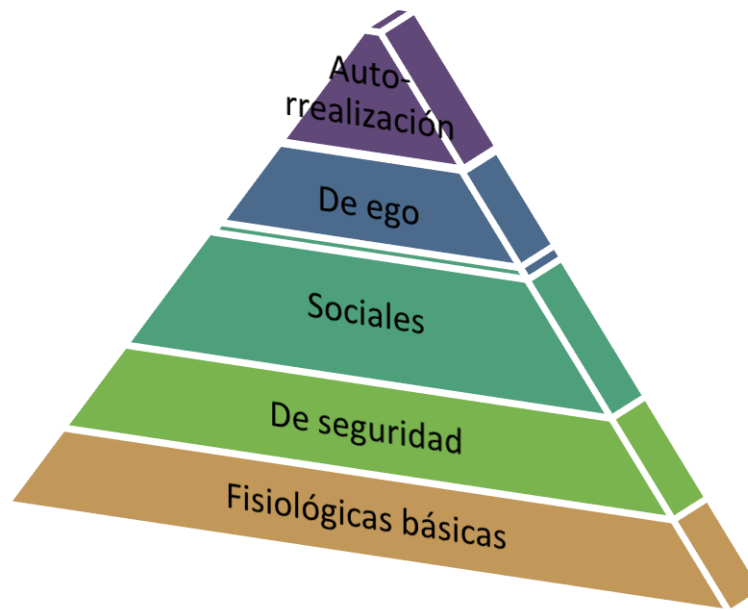 Auto-
rrealización
De ego
Sociales
De seguridad
Fisiológicas básicas